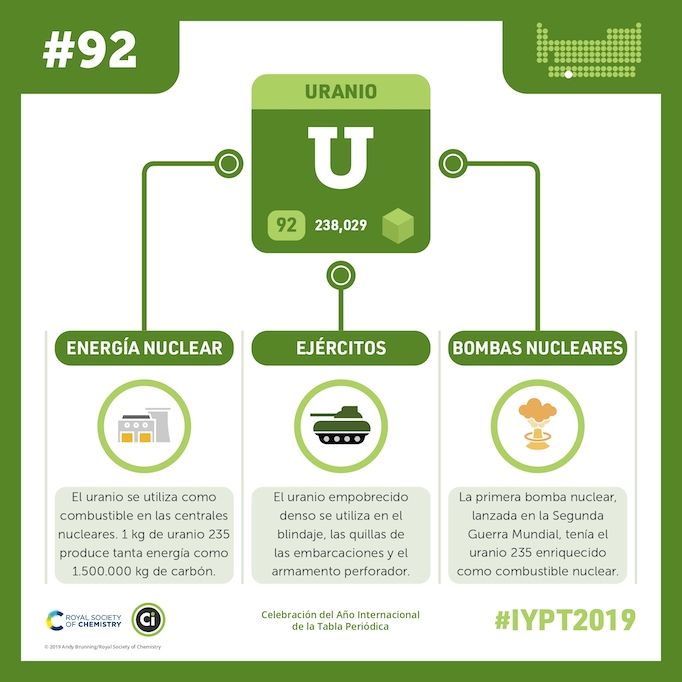 #92
URANIO
U
92
238,029
ENERGÍA NUCLEAR
El uranio se utiliza como
combustible en las centrales
nucleares. 1 kg de uranio 235
produce tanta energía como
1.500.000 kg de carbón.
EJÉRCITOS
El uranio empobrecido
denso se utiliza en el
blindaje, las quillas de
las embarcaciones y el
armamento perforador.
BOMBAS NUCLEARES
La primera bomba nuclear,
lanzada en la Segunda
Guerra Mundial, tenía el
uranio 235 enriquecido
como combustible nuclear.
ROYAL SOCIETY
OF CHEMISTRY
Ci
© 2019 Andy Brunning/Royal Society of Chemistry
Celebración del Año Internacional
de la Tabla Periódica
#IYPT2019